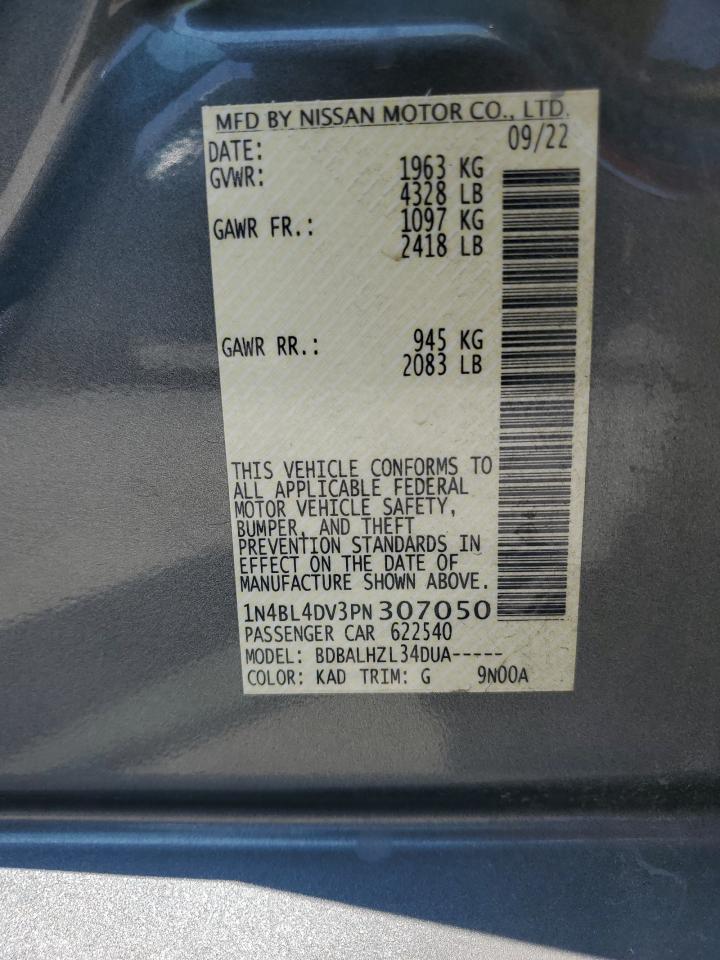 MFD BY NISSAN MOTOR CO., LTD.
DATE: 09/22
GVWR: 1963 KG
4328 LB
GAWR FR.: 1097 KG
2418 LB
GAWR RR.: 945 KG
2083 LB
THIS VEHICLE CONFORMS TO
ALL APPLICABLE FEDERAL
MOTOR VEHICLE SAFETY,
BUMPER, AND THEFT
PREVENTION STANDARDS IN
EFFECT ON THE DATE OF
MANUFACTURE SHOWN ABOVE.
1N4BL4DV3PN307050
PASSENGER CAR 622540
MODEL: BDBALHZL34DUA-----
COLOR: KAD TRIM: G 9N00A